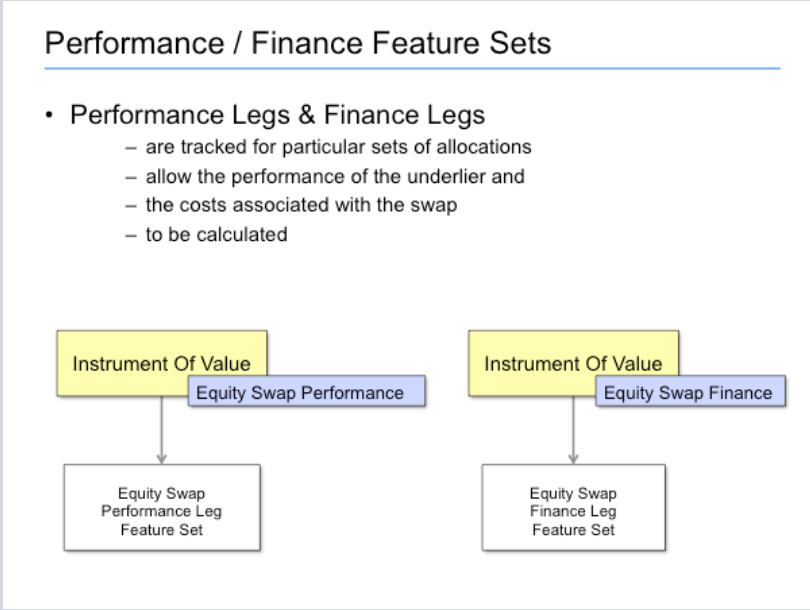 Performance / Finance Feature Sets
• Performance Legs & Finance Legs
– are tracked for particular sets of allocations
– allow the performance of the underlier and
– the costs associated with the swap
– to be calculated
Instrument Of Value
Equity Swap Performance
Equity Swap
Performance Leg
Feature Set
Instrument Of Value
Equity Swap Finance
Equity Swap
Finance Leg
Feature Set